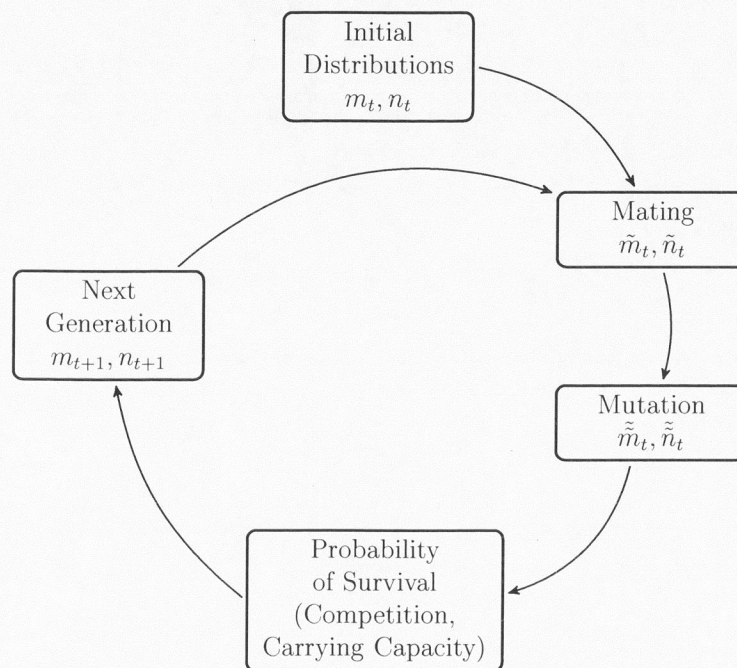 Initial
Distributions
m_t, n_t
Mating
m̃_t, ñ_t
Mutation
m̃̃_t, ñ̃_t
Probability
of Survival
(Competition,
Carrying Capacity)
Next
Generation
m_{t+1}, n_{t+1}